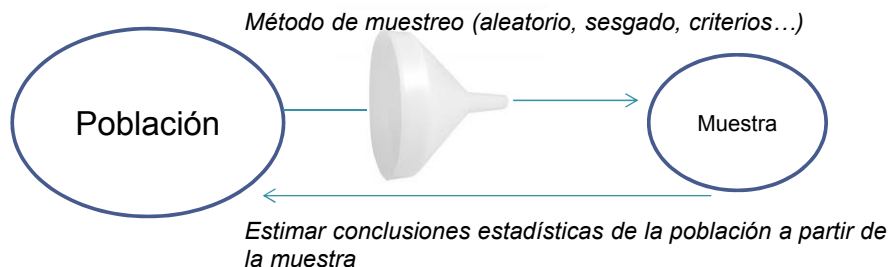 Método de muestreo (aleatorio, sesgado, criterios…)
Población
Muestra
Estimar conclusiones estadísticas de la población a partir de
la muestra